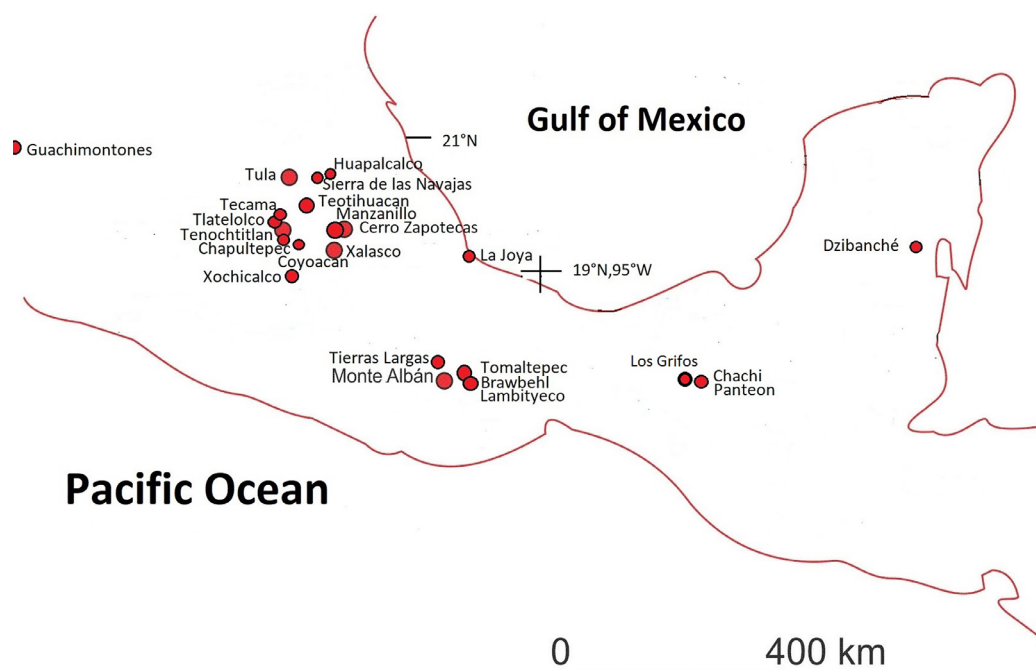 Gulf of Mexico
21°N
Guachimontones
Huapalcalco
Tula
Sierra de las Navajas
Teotihuacan
Tecama
Manzanillo
Tlatelolco
Cerro Zapotecas
Tenochtitlan
Chapultepec
Xalasco
La Joya
Dzibanché
Coyoacan
19°N,95°W
Xochicalco
Tierras Largas
Tomaltepec
Los Grifos
Monte Albán
Brawbehl
Chachi
Lambityeco
Panteon
Pacific Ocean
0 400 km